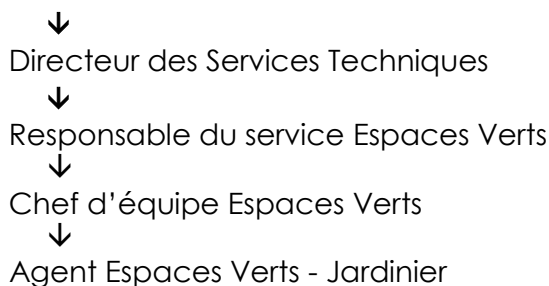 ↓
Directeur des Services Techniques
↓
Responsable du service Espaces Verts
↓
Chef d’équipe Espaces Verts
↓
Agent Espaces Verts - Jardinier